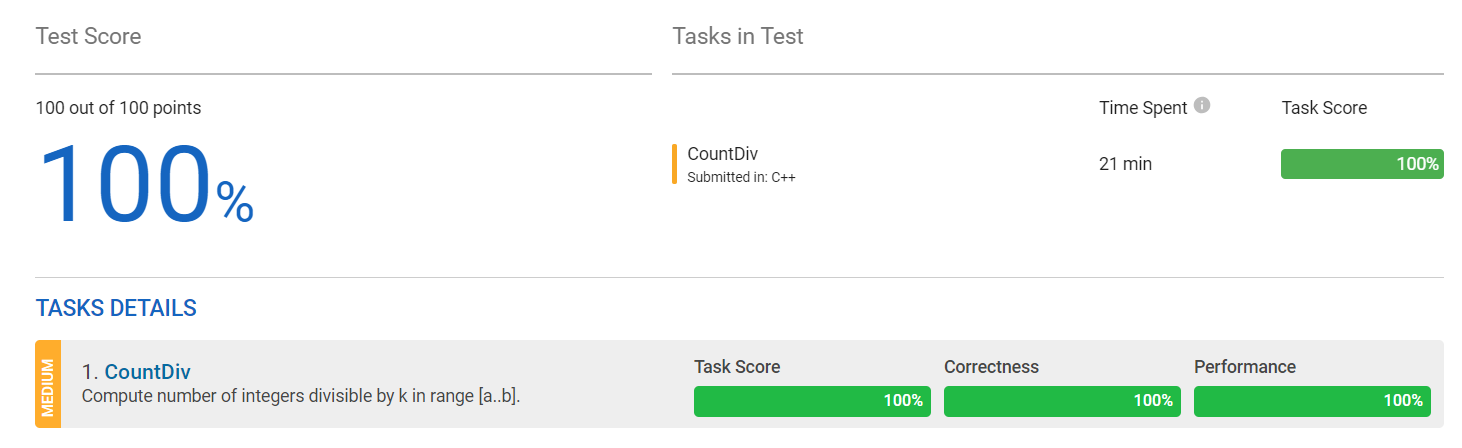 Test Score
Tasks in Test
100 out of 100 points
Time Spent
Task Score
100%
CountDiv
Submitted in: C++
21 min
100%
TASKS DETAILS
MEDIUM
1. CountDiv
Compute number of integers divisible by k in range [a..b].
Task Score
Correctness
Performance
100%
100%
100%